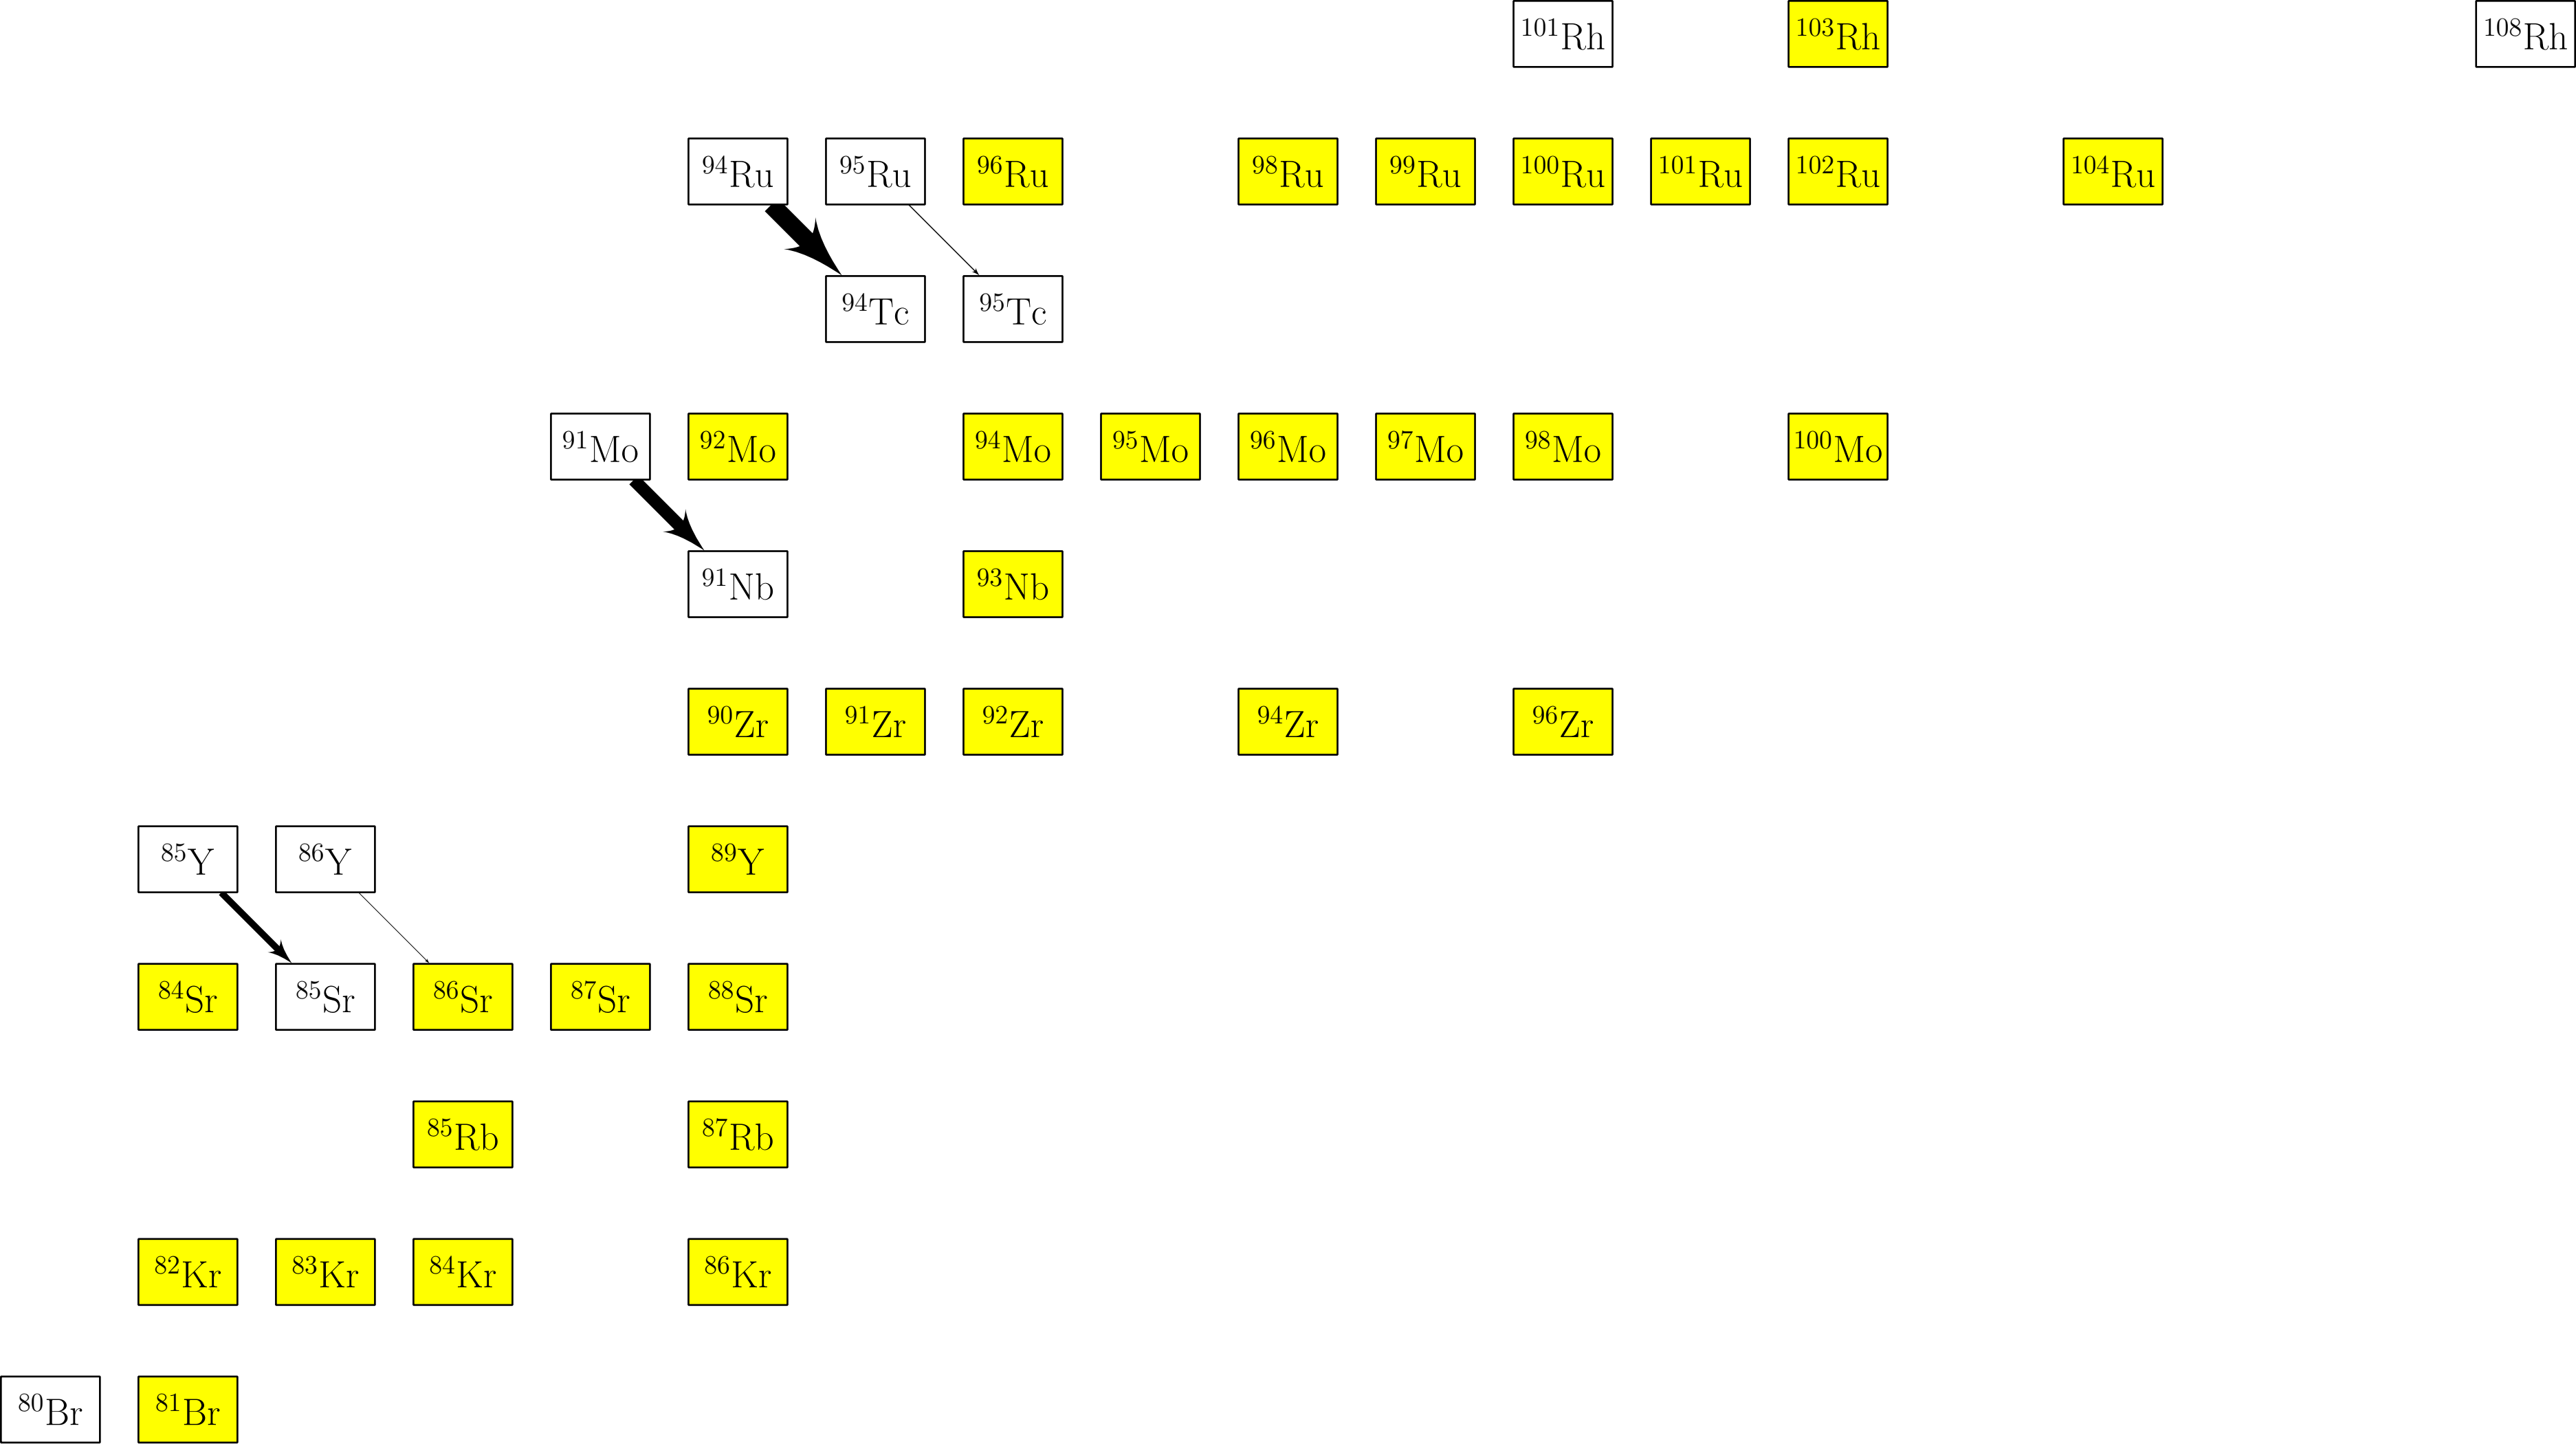 ¹⁰¹Rh ¹⁰³Rh ¹⁰⁸Rh
⁹⁴Ru ⁹⁵Ru ⁹⁶Ru ⁹⁸Ru ⁹⁹Ru ¹⁰⁰Ru ¹⁰¹Ru ¹⁰²Ru ¹⁰⁴Ru
⁹⁴Tc ⁹⁵Tc
⁹¹Mo ⁹²Mo ⁹⁴Mo ⁹⁵Mo ⁹⁶Mo ⁹⁷Mo ⁹⁸Mo ¹⁰⁰Mo
⁹¹Nb ⁹³Nb
⁹⁰Zr ⁹¹Zr ⁹²Zr ⁹⁴Zr ⁹⁶Zr
⁸⁵Y ⁸⁶Y ⁸⁹Y
⁸⁴Sr ⁸⁵Sr ⁸⁶Sr ⁸⁷Sr ⁸⁸Sr
⁸⁵Rb ⁸⁷Rb
⁸²Kr ⁸³Kr ⁸⁴Kr ⁸⁶Kr
⁸⁰Br ⁸¹Br